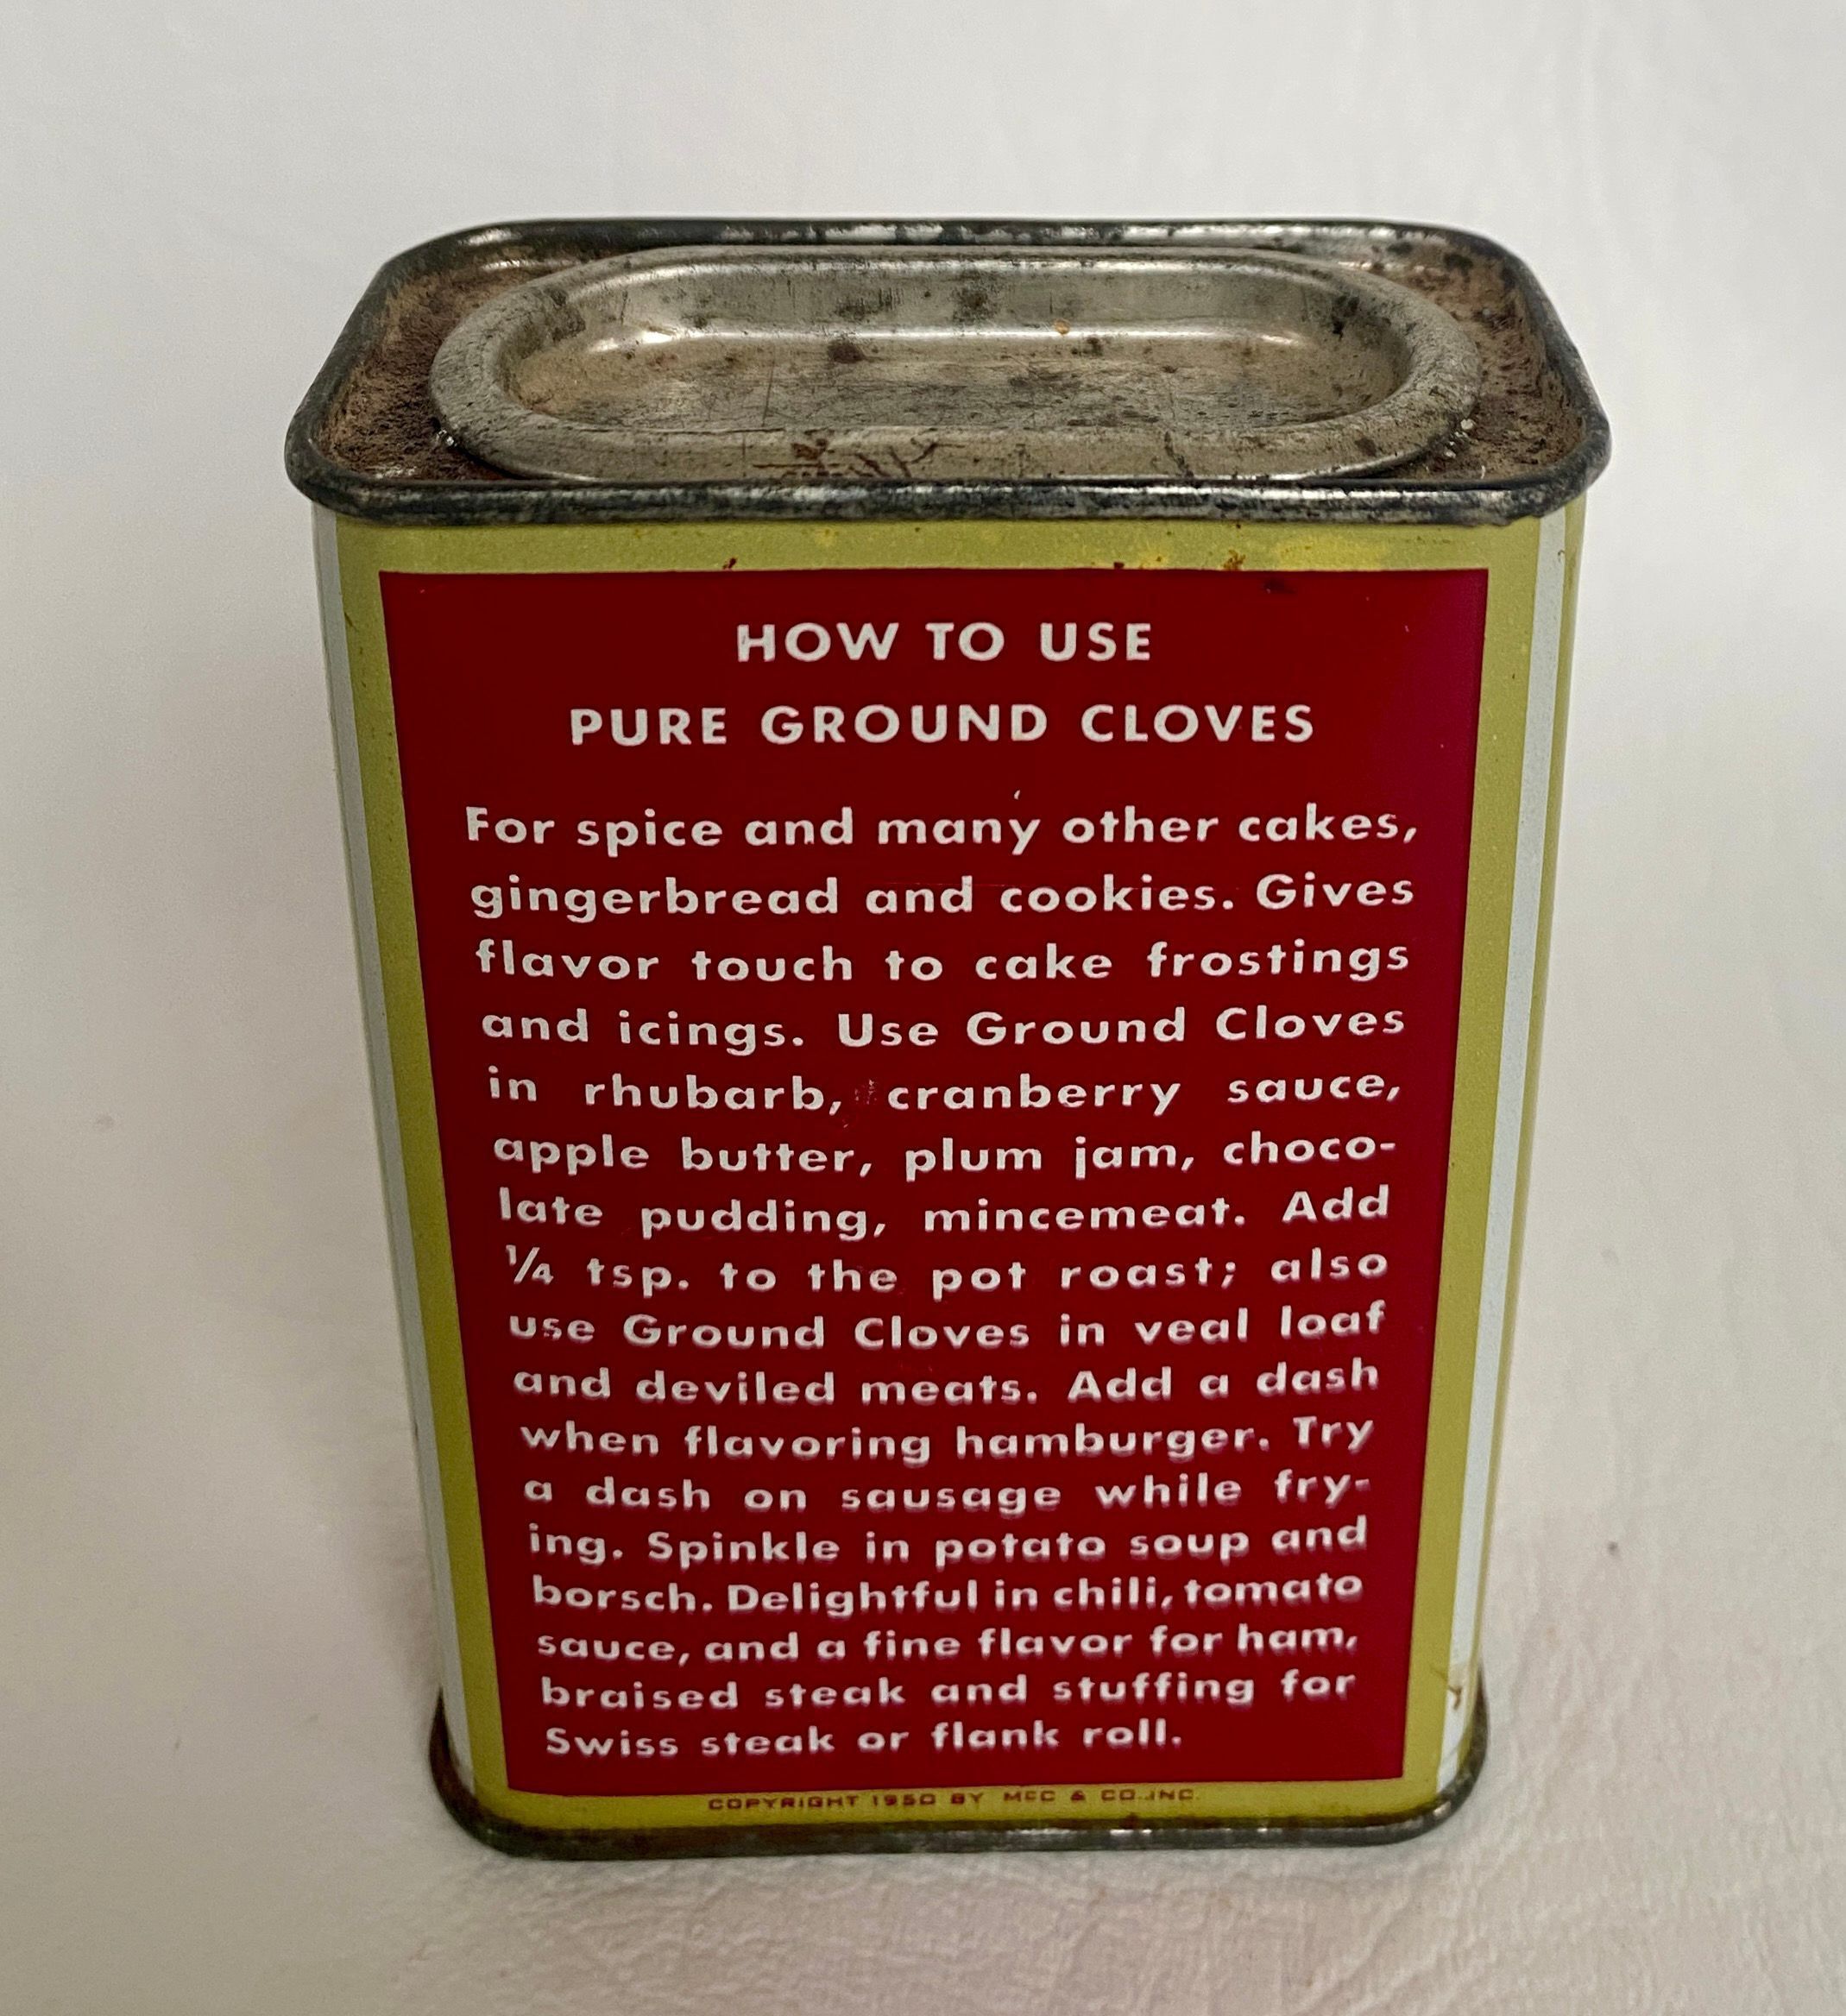 HOW TO USE
PURE GROUND CLOVES
For spice and many other cakes,
gingerbread and cookies. Gives
flavor touch to cake frostings
and icings. Use Ground Cloves
in rhubarb, cranberry sauce,
apple butter, plum jam, choco-
late pudding, mincemeat. Add
¼ tsp. to the pot roast; also
use Ground Cloves in veal loaf
and deviled meats. Add a dash
when flavoring hamburger. Try
a dash on sausage while fry-
ing. Spinkle in potato soup and
borsch. Delightful in chili, tomato
sauce, and a fine flavor for ham,
braised steak and stuffing for
Swiss steak or flank roll.
COPYRIGHT 1950 BY MCC & CO.,INC.